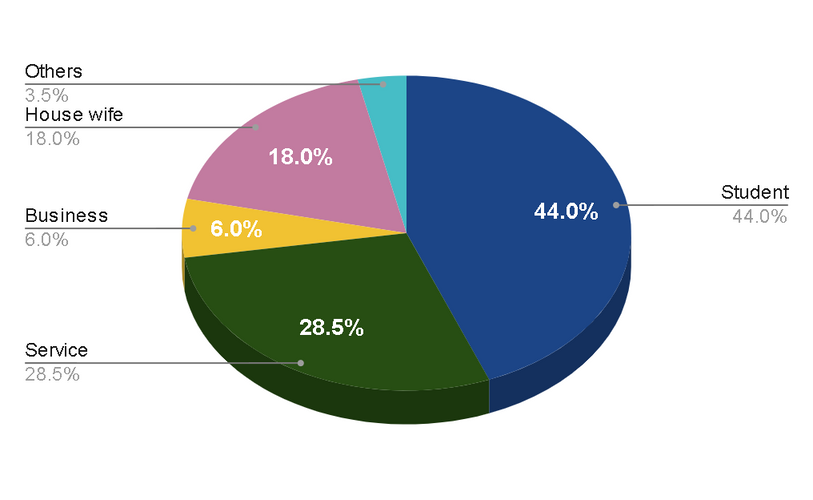 Others
3.5%
House wife
18.0%
18.0%
Student
44.0%
44.0%
Business
6.0%
6.0%
28.5%
Service
28.5%